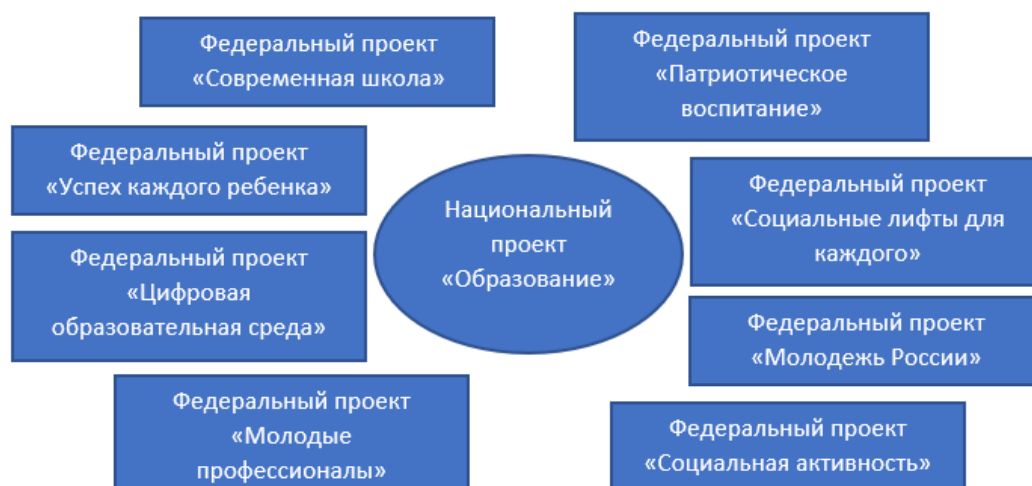 Федеральный проект
«Современная школа»
Федеральный проект
«Патриотическое
воспитание»
Федеральный проект
«Успех каждого ребенка»
Национальный
проект
«Образование»
Федеральный проект
«Социальные лифты для
каждого»
Федеральный проект
«Цифровая
образовательная среда»
Федеральный проект
«Молодежь России»
Федеральный проект
«Молодые
профессионалы»
Федеральный проект
«Социальная активность»